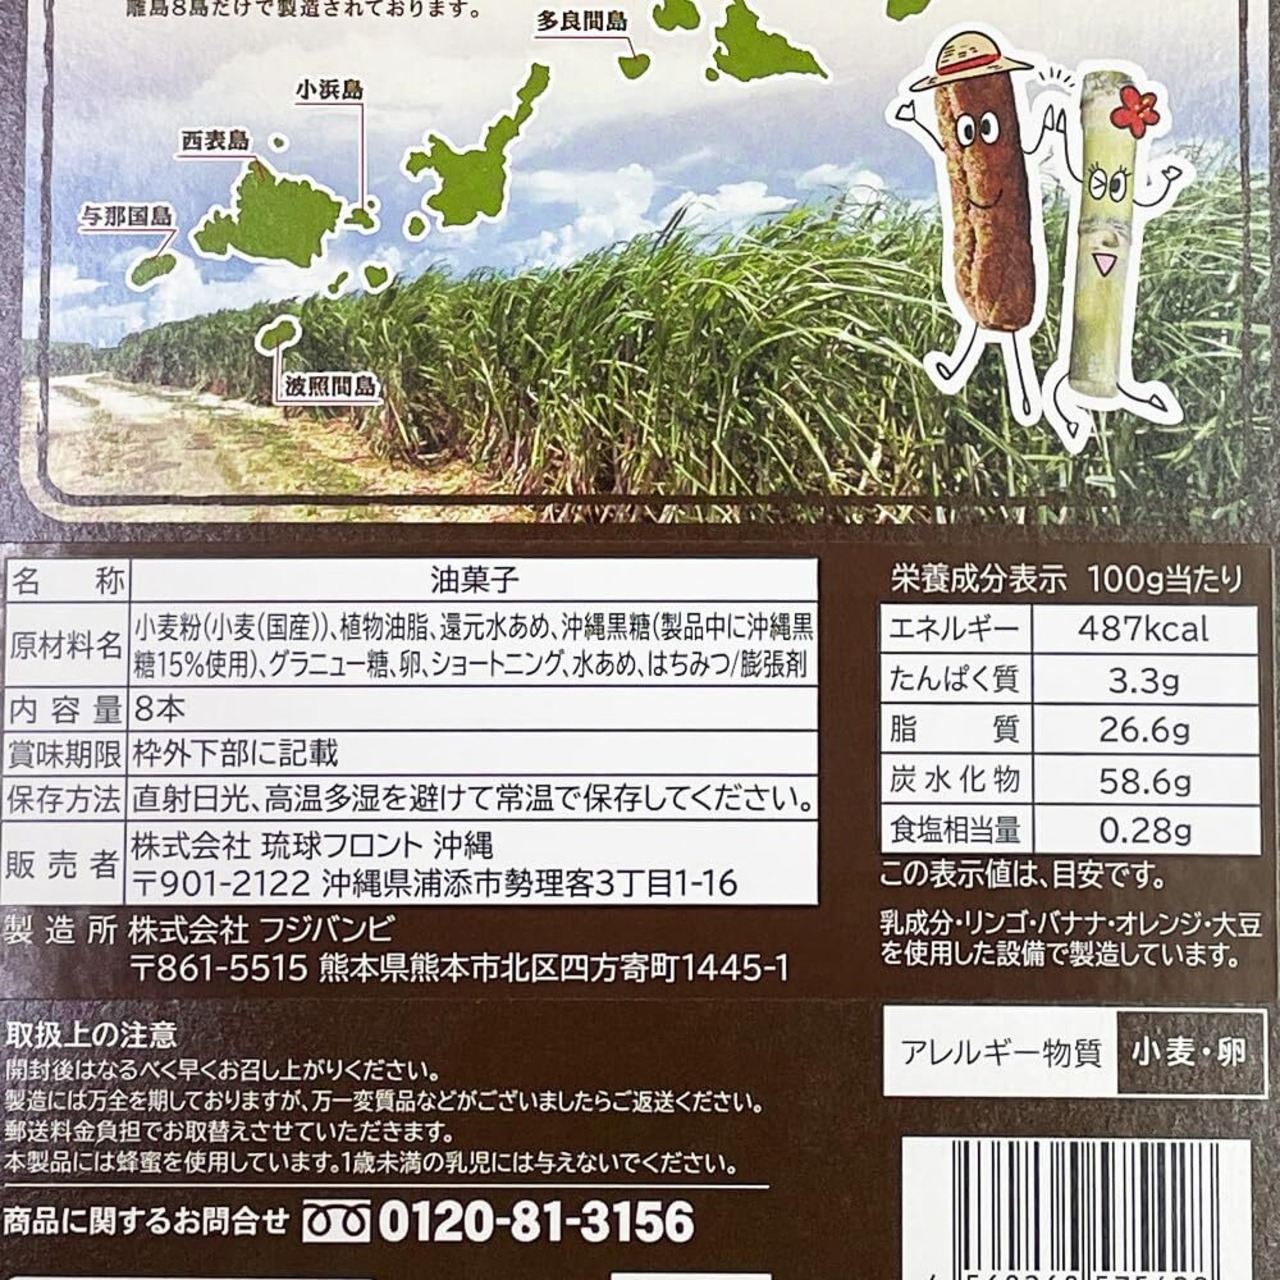 離島8島だけで製造されております。
多良間島
小浜島
西表島
与那国島
波照間島
名 称 油菓子
原材料名 小麦粉(小麦(国産))、植物油脂、還元水あめ、沖縄黒糖(製品中に沖縄黒
糖15%使用)、グラニュー糖、卵、ショートニング、水あめ、はちみつ/膨張剤
内容量 8本
賞味期限 枠外下部に記載
保存方法 直射日光、高温多湿を避けて常温で保存してください。
販売者 株式会社 琉球フロント 沖縄
〒901-2122 沖縄県浦添市勢理客3丁目1-16
製造所 株式会社 フジバンビ
〒861-5515 熊本県熊本市北区四方寄町1445-1
栄養成分表示 100g当たり
エネルギー 487kcal
たんぱく質 3.3g
脂 質 26.6g
炭水化物 58.6g
食塩相当量 0.28g
この表示値は、目安です。
乳成分・リンゴ・バナナ・オレンジ・大豆
を使用した設備で製造しています。
取扱上の注意
開封後はなるべく早くお召し上がりください。
製造には万全を期しておりますが、万一変質品などがございましたらご返送ください。
郵送料金負担でお取替えさせていただきます。
本製品には蜂蜜を使用しています。1歳未満の乳児には与えないでください。
商品に関するお問合せ 0120-81-3156
アレルギー物質 小麦・卵